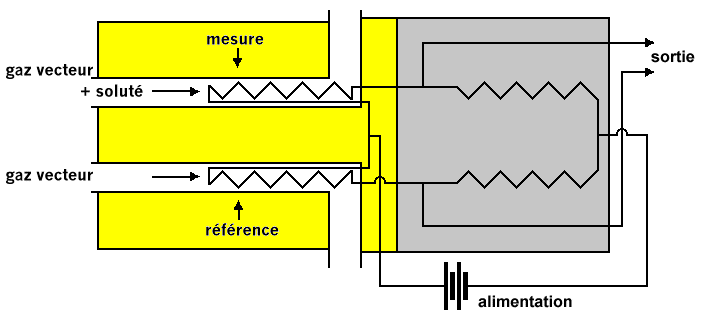 mesure
gaz vecteur
+ soluté
sortie
gaz vecteur
référence
alimentation